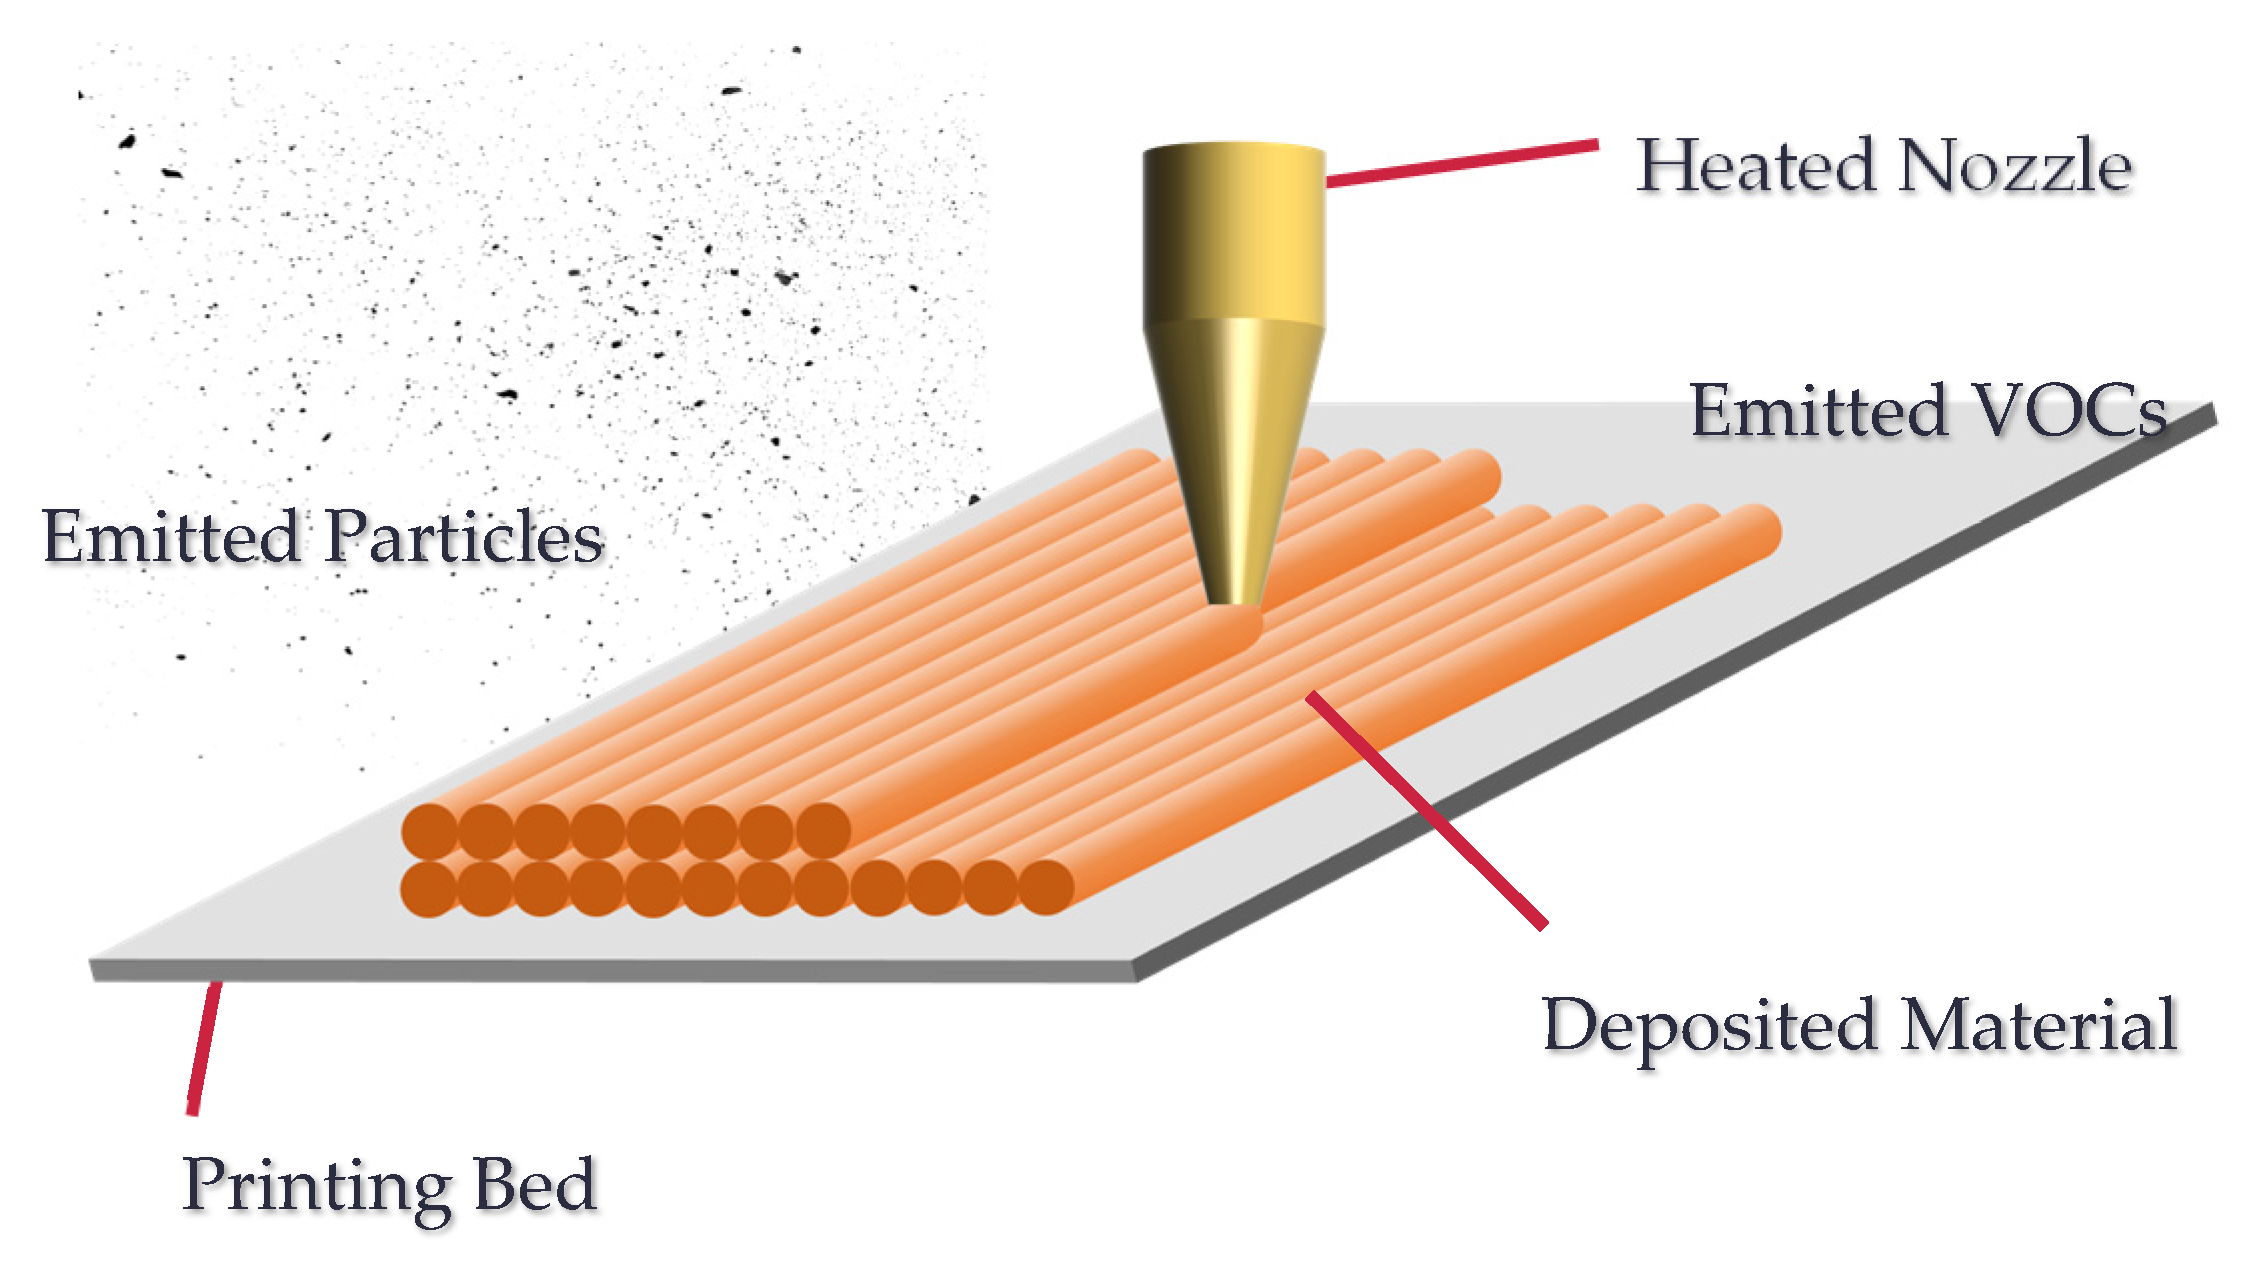 Heated Nozzle
Emitted VOCs
Emitted Particles
Deposited Material
Printing Bed